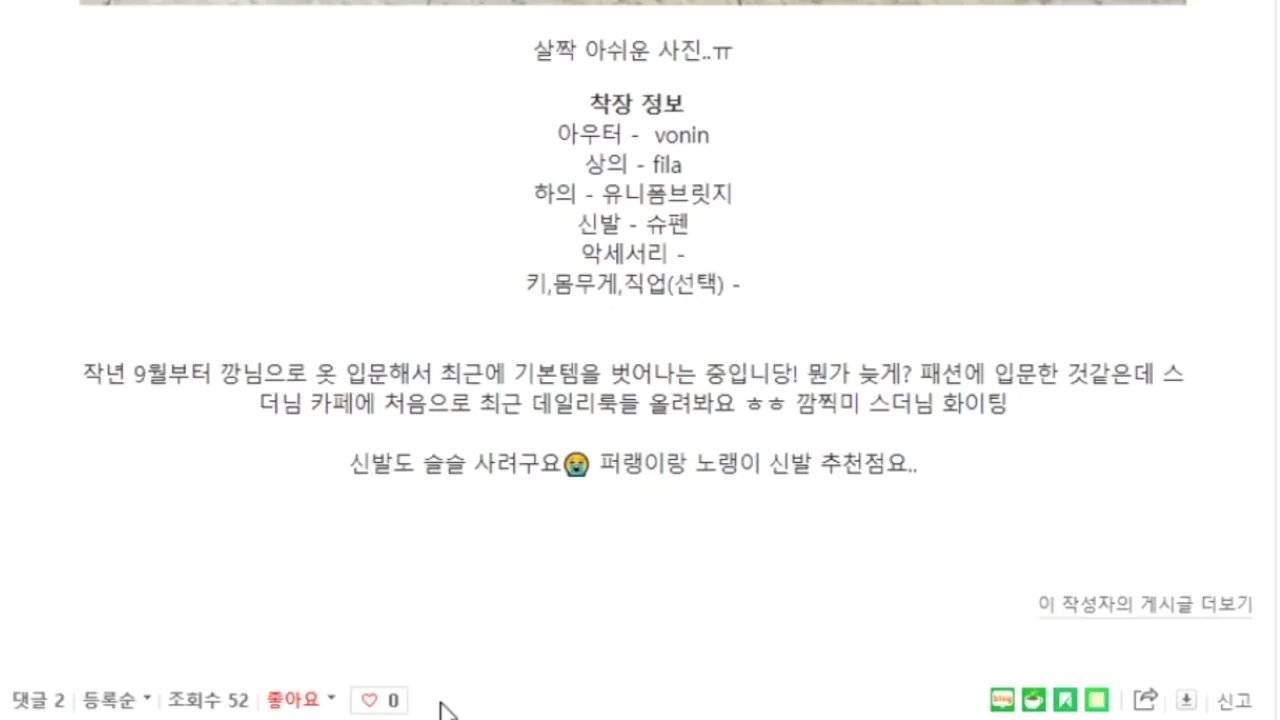 살짝 아쉬운 사진..ㅠ
착장 정보
아우터 - vonin
상의 - fila
하의 - 유니폼브릿지
신발 - 슈펜
악세서리 -
키,몸무게,직업(선택) -
작년 9월부터 깡님으로 옷 입문해서 최근에 기본템을 벗어나는 중입니당! 뭔가 늦게? 패션에 입문한 것같은데 스
더님 카페에 처음으로 최근 데일리룩들 올려봐요 ㅎㅎ 깜찍미 스더님 화이팅
신발도 슬슬 사려구요😭 퍼랭이랑 노랭이 신발 추천점요..
이 작성자의 게시글 더보기
댓글 2 등록순 조회수 52 좋아요 0 blog 신고